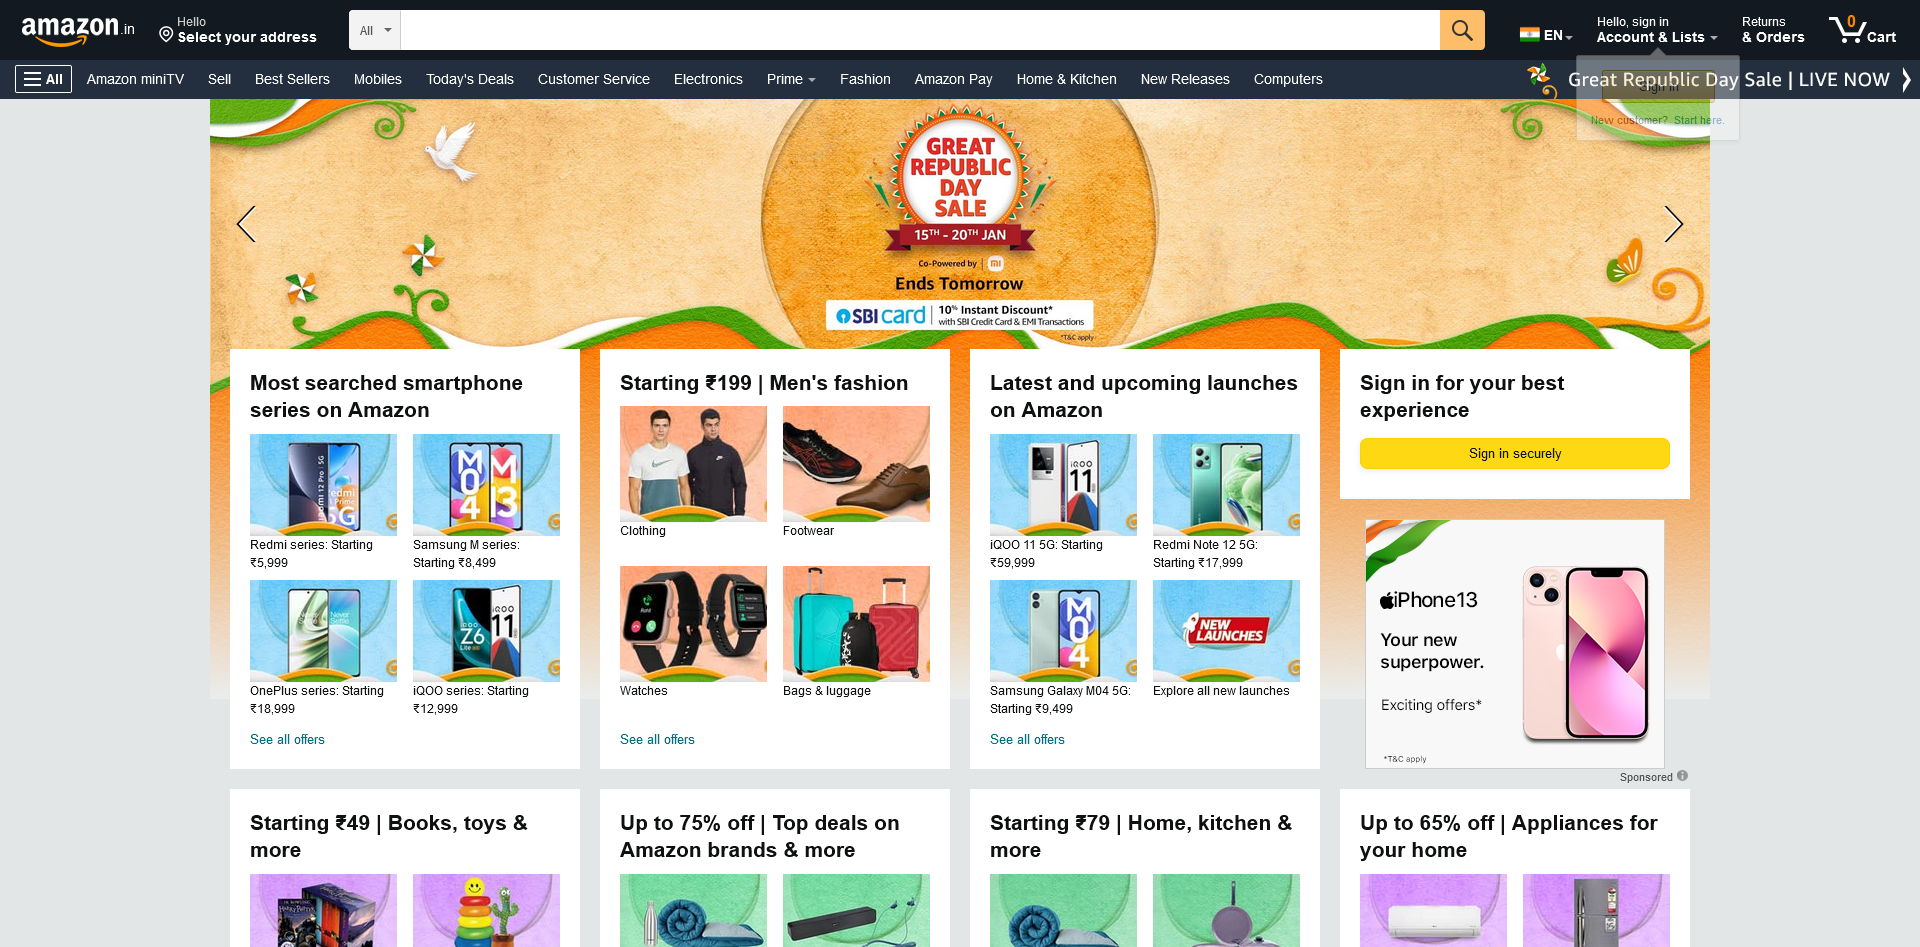 amazon.in
Hello
Select your address
All
EN
Hello, sign in
Account & Lists
Returns
& Orders
0
Cart
All
Amazon miniTV
Sell
Best Sellers
Mobiles
Today's Deals
Customer Service
Electronics
Prime
Fashion
Amazon Pay
Home & Kitchen
New Releases
Computers
Great Republic Day Sale | LIVE NOW
Sign in
New customer? Start here.
GREAT
REPUBLIC
DAY
SALE
15TH - 20TH JAN
Co-Powered by | mi
Ends Tomorrow
SBI card | 10% Instant Discount*
with SBI Credit Card & EMI Transactions
*T&C apply
Most searched smartphone
series on Amazon
Redmi series: Starting
₹5,999
Samsung M series:
Starting ₹8,499
OnePlus series: Starting
₹18,999
iQOO series: Starting
₹12,999
See all offers
Starting ₹199 | Men's fashion
Clothing
Footwear
Watches
Bags & luggage
See all offers
Latest and upcoming launches
on Amazon
iQOO 11 5G: Starting
₹59,999
Redmi Note 12 5G:
Starting ₹17,999
NEW
LAUNCHES
Samsung Galaxy M04 5G:
Starting ₹9,499
Explore all new launches
See all offers
Sign in for your best
experience
Sign in securely
iPhone13
Your new
superpower.
Exciting offers*
*T&C apply
Sponsored
Starting ₹49 | Books, toys &
more
HARRY POTTER
Up to 75% off | Top deals on
Amazon brands & more
Starting ₹79 | Home, kitchen &
more
Up to 65% off | Appliances for
your home